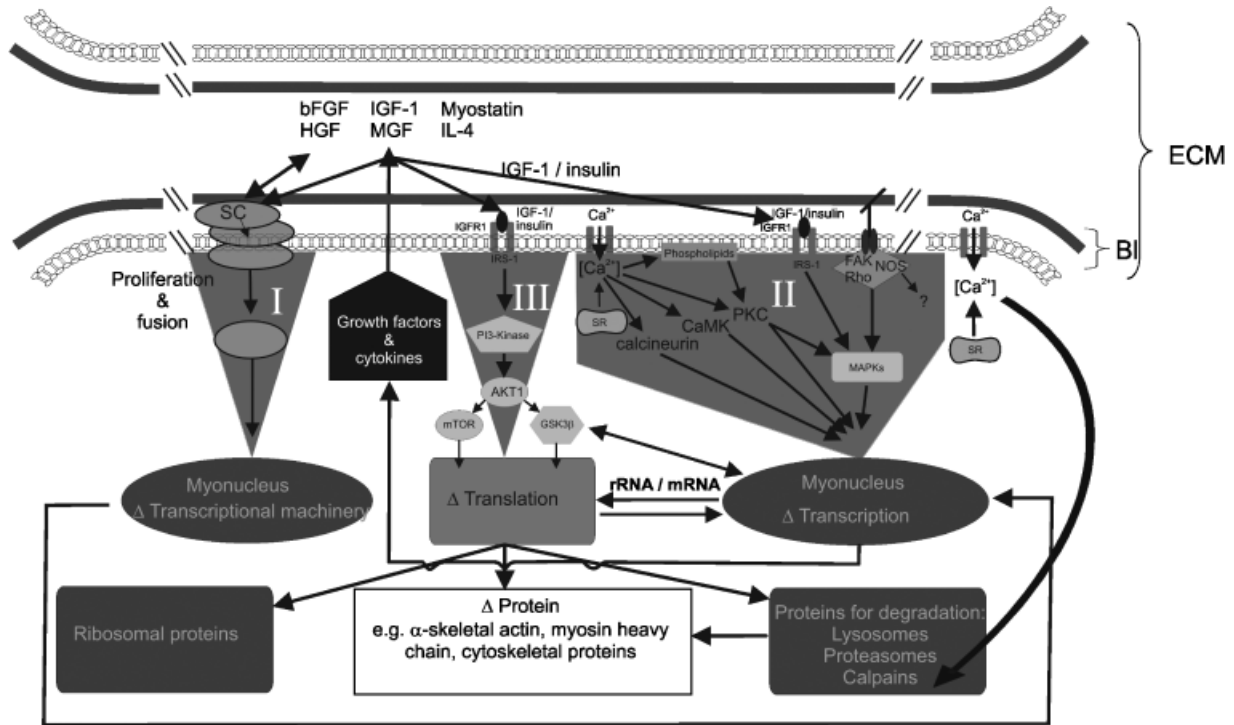 bFGF IGF-1 Myostatin
HGF MGF IL-4
ECM
IGF-1 / insulin
SC
IGFR1
IGF-1/
insulin
Ca²⁺
IGF-1/insulin
IGFR1
Ca²⁺
BI
IRS-1
[Ca²⁺]
Phospholipids
IRS-1
FAK
Rho
NOS
?
[Ca²⁺]
Proliferation
&
fusion
I
III
II
Growth factors
&
cytokines
PI3-Kinase
SR
CaMK
PKC
calcineurin
MAPKs
SR
AKT1
mTOR
GSK3β
Myonucleus
Δ Transcriptional machinery
Δ Translation
rRNA / mRNA
Myonucleus
Δ Transcription
Ribosomal proteins
Δ Protein
e.g. α-skeletal actin, myosin heavy
chain, cytoskeletal proteins
Proteins for degradation:
Lysosomes
Proteasomes
Calpains